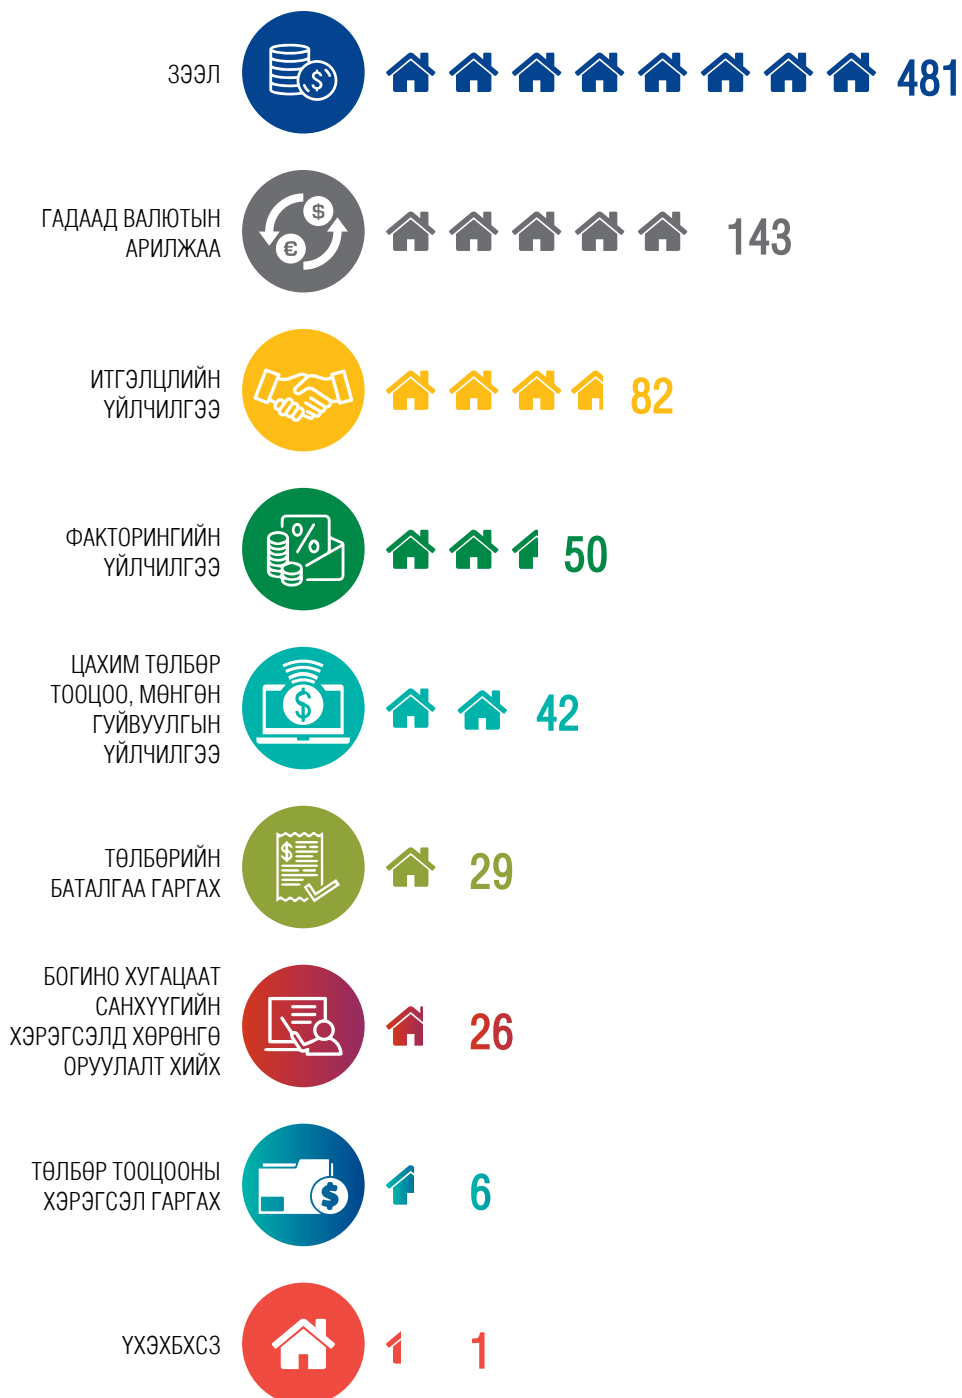 ЗЭЭЛ
481
ГАДААД ВАЛЮТЫН
АРИЛЖАА
143
ИТГЭЛЦЛИЙН
ҮЙЛЧИЛГЭЭ
82
ФАКТОРИНГИЙН
ҮЙЛЧИЛГЭЭ
50
ЦАХИМ ТӨЛБӨР
ТООЦОО, МӨНГӨН
ГУЙВУУЛГЫН
ҮЙЛЧИЛГЭЭ
42
ТӨЛБӨРИЙН
БАТАЛГАА ГАРГАХ
29
БОГИНО ХУГАЦААТ
САНХҮҮГИЙН
ХЭРЭГСЭЛД ХӨРӨНГӨ
ОРУУЛАЛТ ХИЙХ
26
ТӨЛБӨР ТООЦООНЫ
ХЭРЭГСЭЛ ГАРГАХ
6
ҮХЭХБХСЗ
1